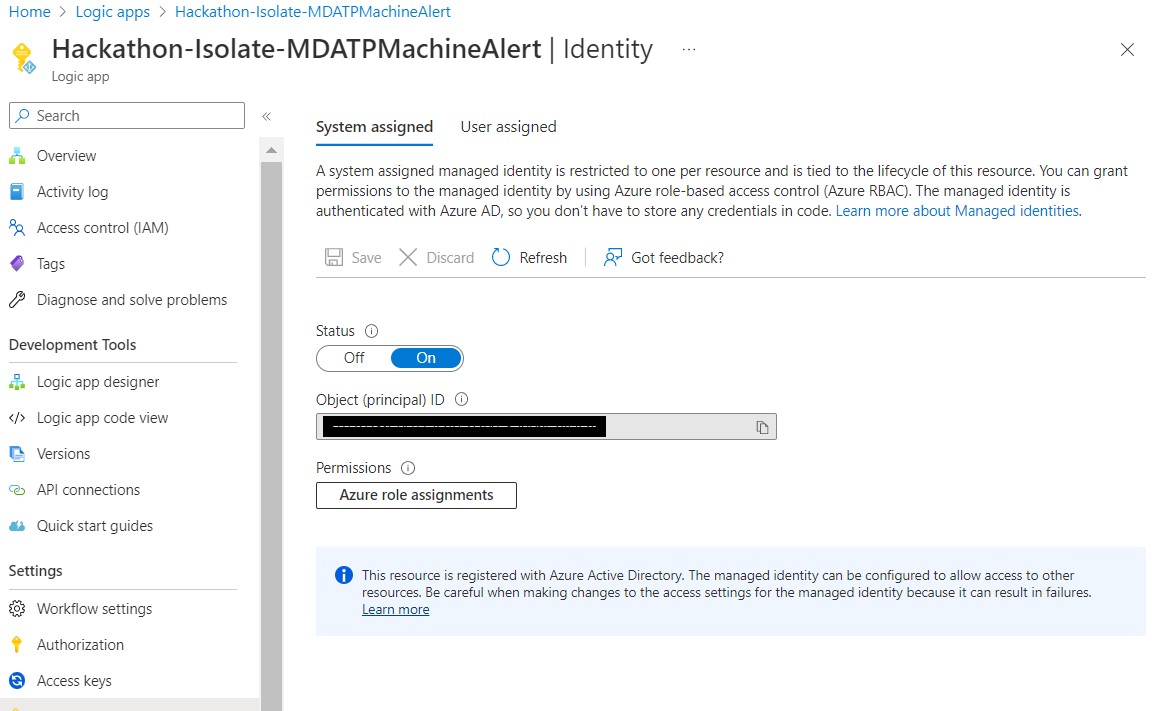 Home > Logic apps > Hackathon-Isolate-MDATPMachineAlert
Hackathon-Isolate-MDATPMachineAlert | Identity ...
Logic app
Search
Overview
Activity log
Access control (IAM)
Tags
Diagnose and solve problems
Development Tools
Logic app designer
Logic app code view
Versions
API connections
Quick start guides
Settings
Workflow settings
Authorization
Access keys
System assigned User assigned
A system assigned managed identity is restricted to one per resource and is tied to the lifecycle of this resource. You can grant
permissions to the managed identity by using Azure role-based access control (Azure RBAC). The managed identity is
authenticated with Azure AD, so you don’t have to store any credentials in code. Learn more about Managed identities.
Save Discard Refresh Got feedback?
Status
Off On
Object (principal) ID
Permissions
Azure role assignments
This resource is registered with Azure Active Directory. The managed identity can be configured to allow access to other
resources. Be careful when making changes to the access settings for the managed identity because it can result in failures.
Learn more